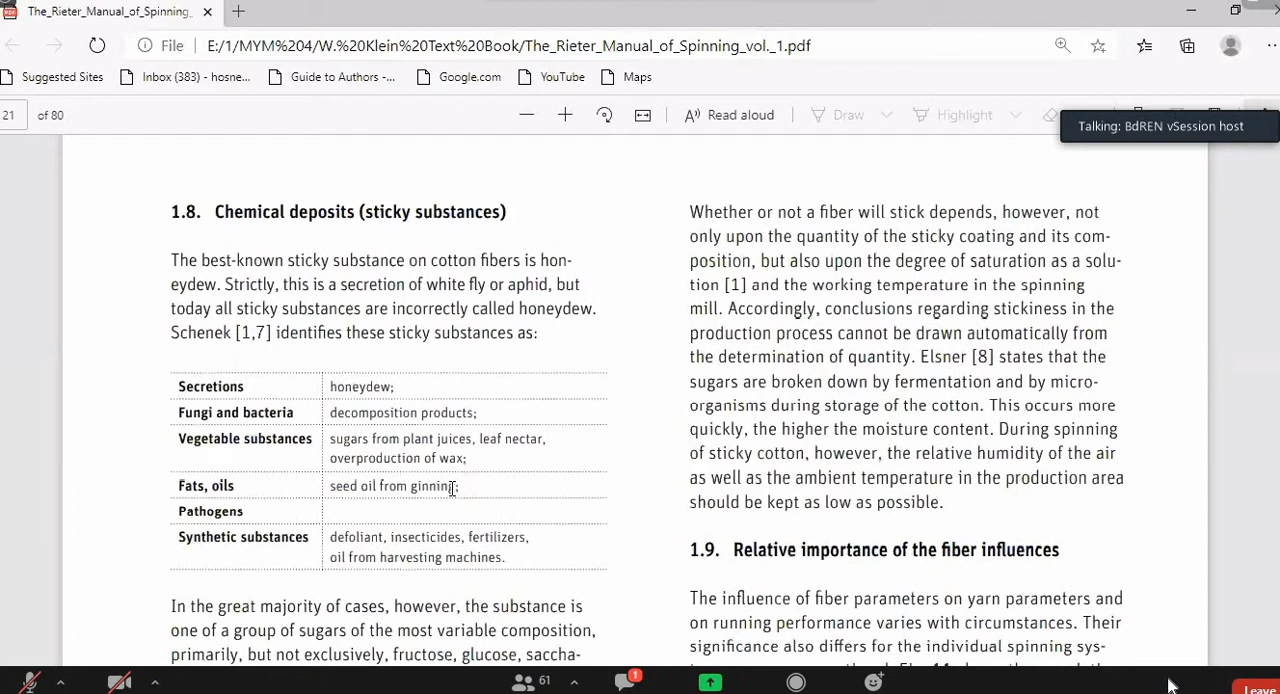 The_Rieter_Manual_of_Spinning_
File E:/1/MYM%204/W.%20Klein%20Text%20Book/The_Rieter_Manual_of_Spinning_vol._1.pdf
Suggested Sites Inbox (383) - hosne... Guide to Authors -... Google.com YouTube Maps
21 of 80 Read aloud Draw Highlight
Talking: BdREN vSession host
1.8. Chemical deposits (sticky substances)
The best-known sticky substance on cotton fibers is hon-
eydew. Strictly, this is a secretion of white fly or aphid, but
today all sticky substances are incorrectly called honeydew.
Schenek [1,7] identifies these sticky substances as:
Secretions honeydew;
Fungi and bacteria decomposition products;
Vegetable substances sugars from plant juices, leaf nectar,
overproduction of wax;
Fats, oils seed oil from ginning;
Pathogens
Synthetic substances defoliant, insecticides, fertilizers,
oil from harvesting machines.
In the great majority of cases, however, the substance is
one of a group of sugars of the most variable composition,
primarily, but not exclusively, fructose, glucose, saccha-
Whether or not a fiber will stick depends, however, not
only upon the quantity of the sticky coating and its com-
position, but also upon the degree of saturation as a solu-
tion [1] and the working temperature in the spinning
mill. Accordingly, conclusions regarding stickiness in the
production process cannot be drawn automatically from
the determination of quantity. Elsner [8] states that the
sugars are broken down by fermentation and by micro-
organisms during storage of the cotton. This occurs more
quickly, the higher the moisture content. During spinning
of sticky cotton, however, the relative humidity of the air
as well as the ambient temperature in the production area
should be kept as low as possible.
1.9. Relative importance of the fiber influences
The influence of fiber parameters on yarn parameters and
on running performance varies with circumstances. Their
significance also differs for the individual spinning sys-
61
1
Leave